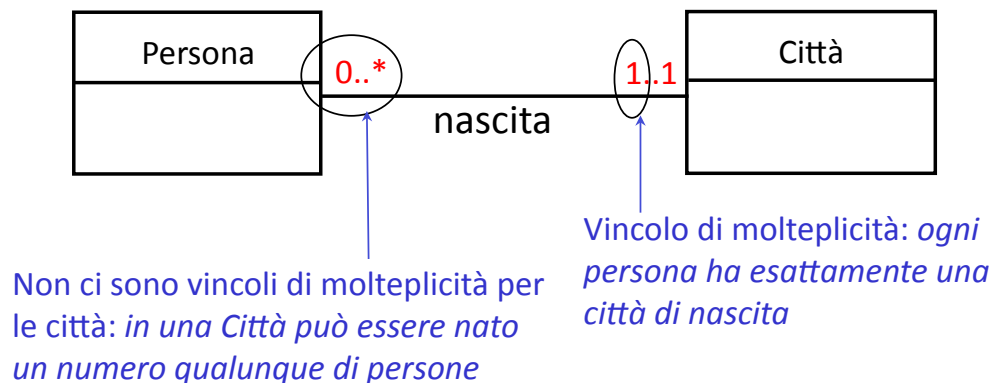 Persona
Città
0..*
1..1
nascita
Vincolo di molteplicità: ogni
persona ha esattamente una
città di nascita
Non ci sono vincoli di molteplicità per
le città: in una Città può essere nato
un numero qualunque di persone